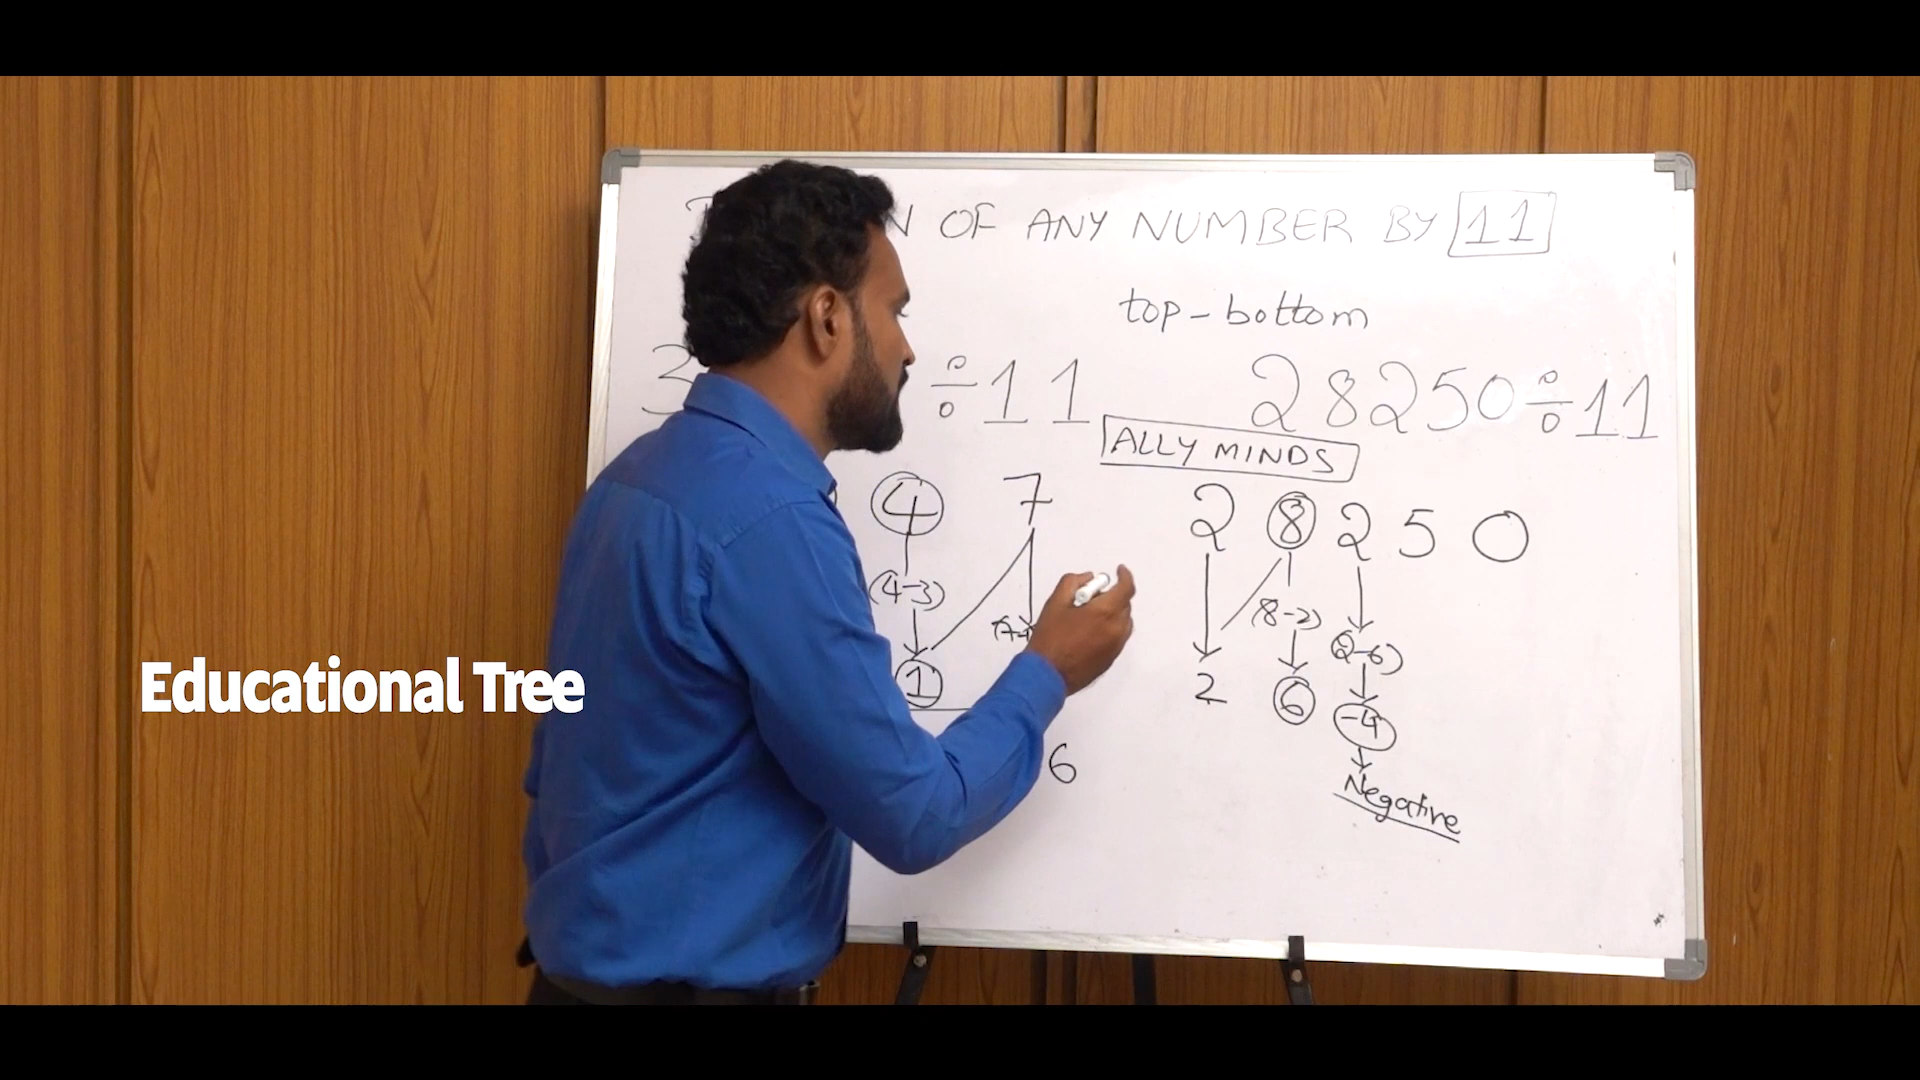 N OF ANY NUMBER BY 11
top-bottom
3 ÷ 11
28250 ÷ 11
ALLY MINDS
4 7
2 8 2 5 0
(4-3)
(8-2)
(2-6)
1
2 6 -4
6
Negative
Educational Tree